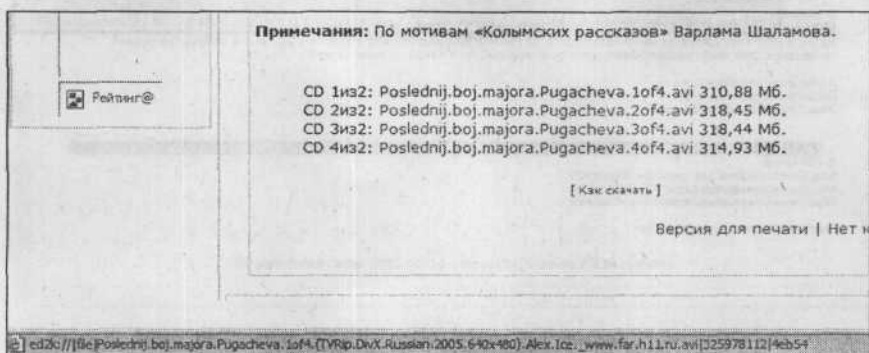 Примечания: По мотивам «Колымских рассказов» Варлама Шаламова.
Рейтинг@
CD 1из2: Poslednij.boj.majora.Pugacheva.1of4.avi 310,88 Мб.
CD 2из2: Poslednij.boj.majora.Pugacheva.2of4.avi 318,45 Мб.
CD 3из2: Poslednij.boj.majora.Pugacheva.3of4.avi 318,44 Мб.
CD 4из2: Poslednij.boj.majora.Pugacheva.4of4.avi 314,93 Мб.
[ Как скачать ]
Версия для печати | Нет к
ed2k://|file|Poslednij.boj.majora.Pugacheva.1of4.(TVRip.DivX.Russian.2005.640x480).Alex.Ice._www.far.h11.ru.avi|325978112|4eb54